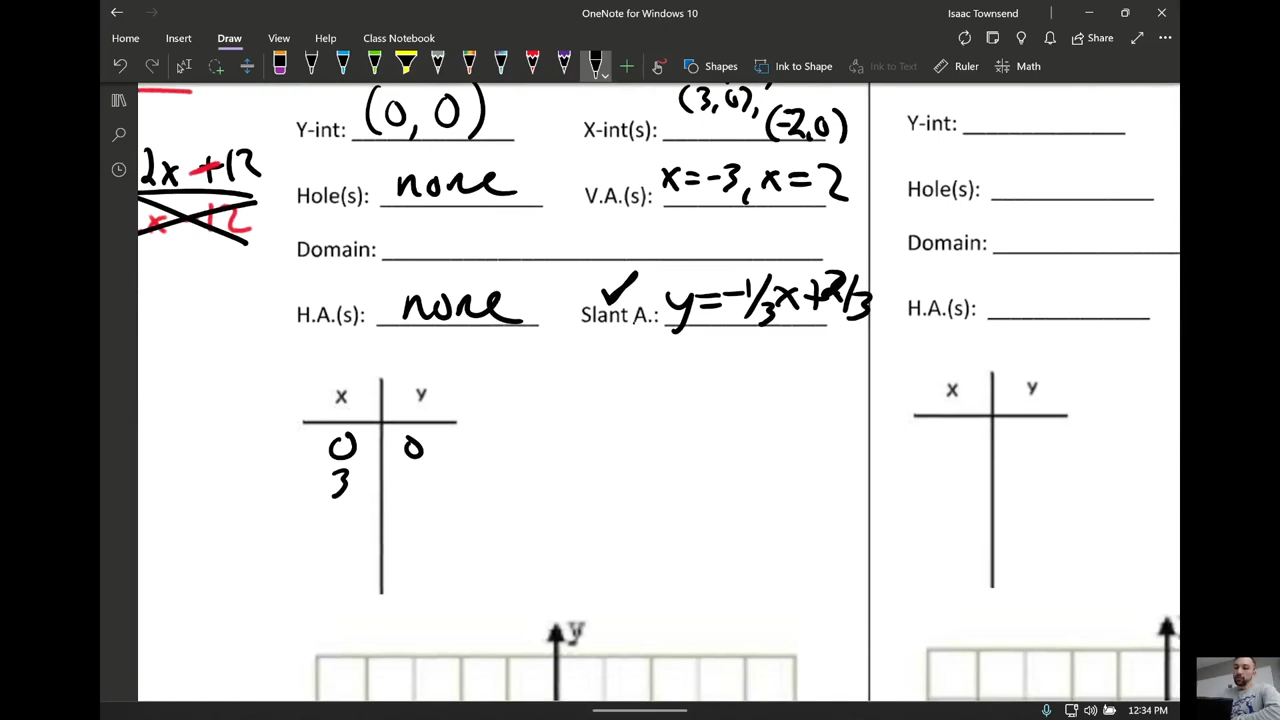 OneNote for Windows 10
Isaac Townsend
Home Insert Draw View Help Class Notebook
Share
Shapes Ink to Shape Ink to Text Ruler Math
(3, 0),
Y-int: (0, 0) X-int(s): (-2, 0) Y-int:
2x +12
Hole(s): none V.A.(s): x=-3, x=2 Hole(s):
x 12
Domain: Domain:
H.A.(s): none Slant A.: ✓ y=-1/3x+2/3 H.A.(s):
x y x y
0 0
3
y
12:34 PM